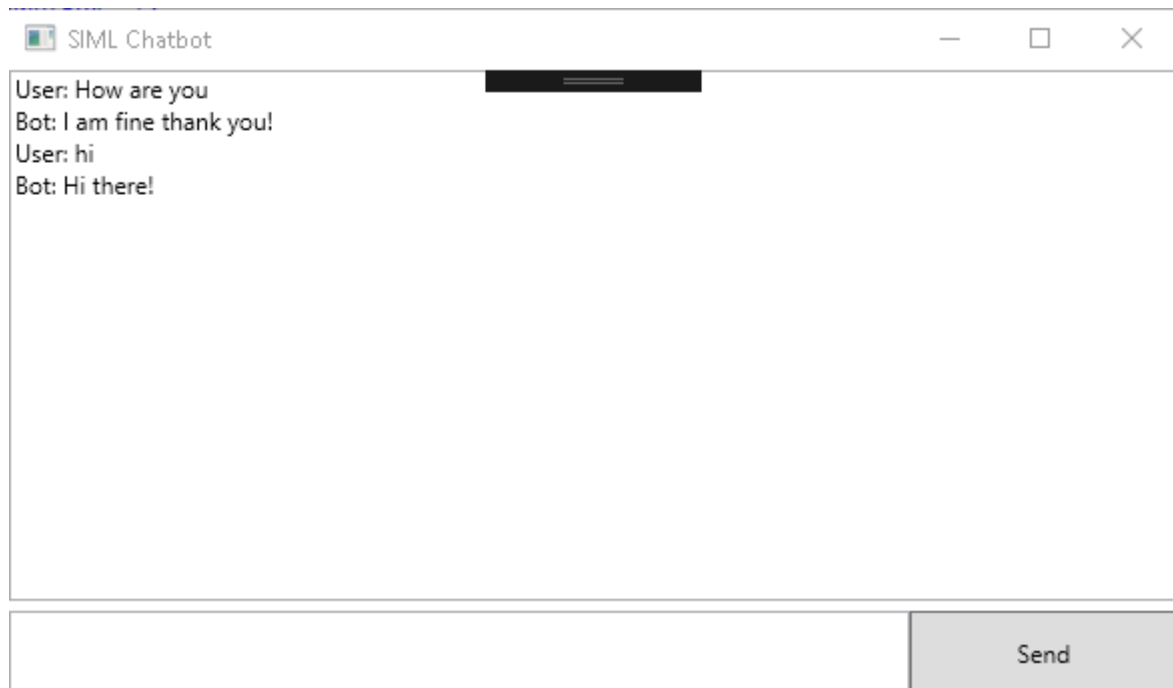 SIML Chatbot
User: How are you
Bot: I am fine thank you!
User: hi
Bot: Hi there!
Send